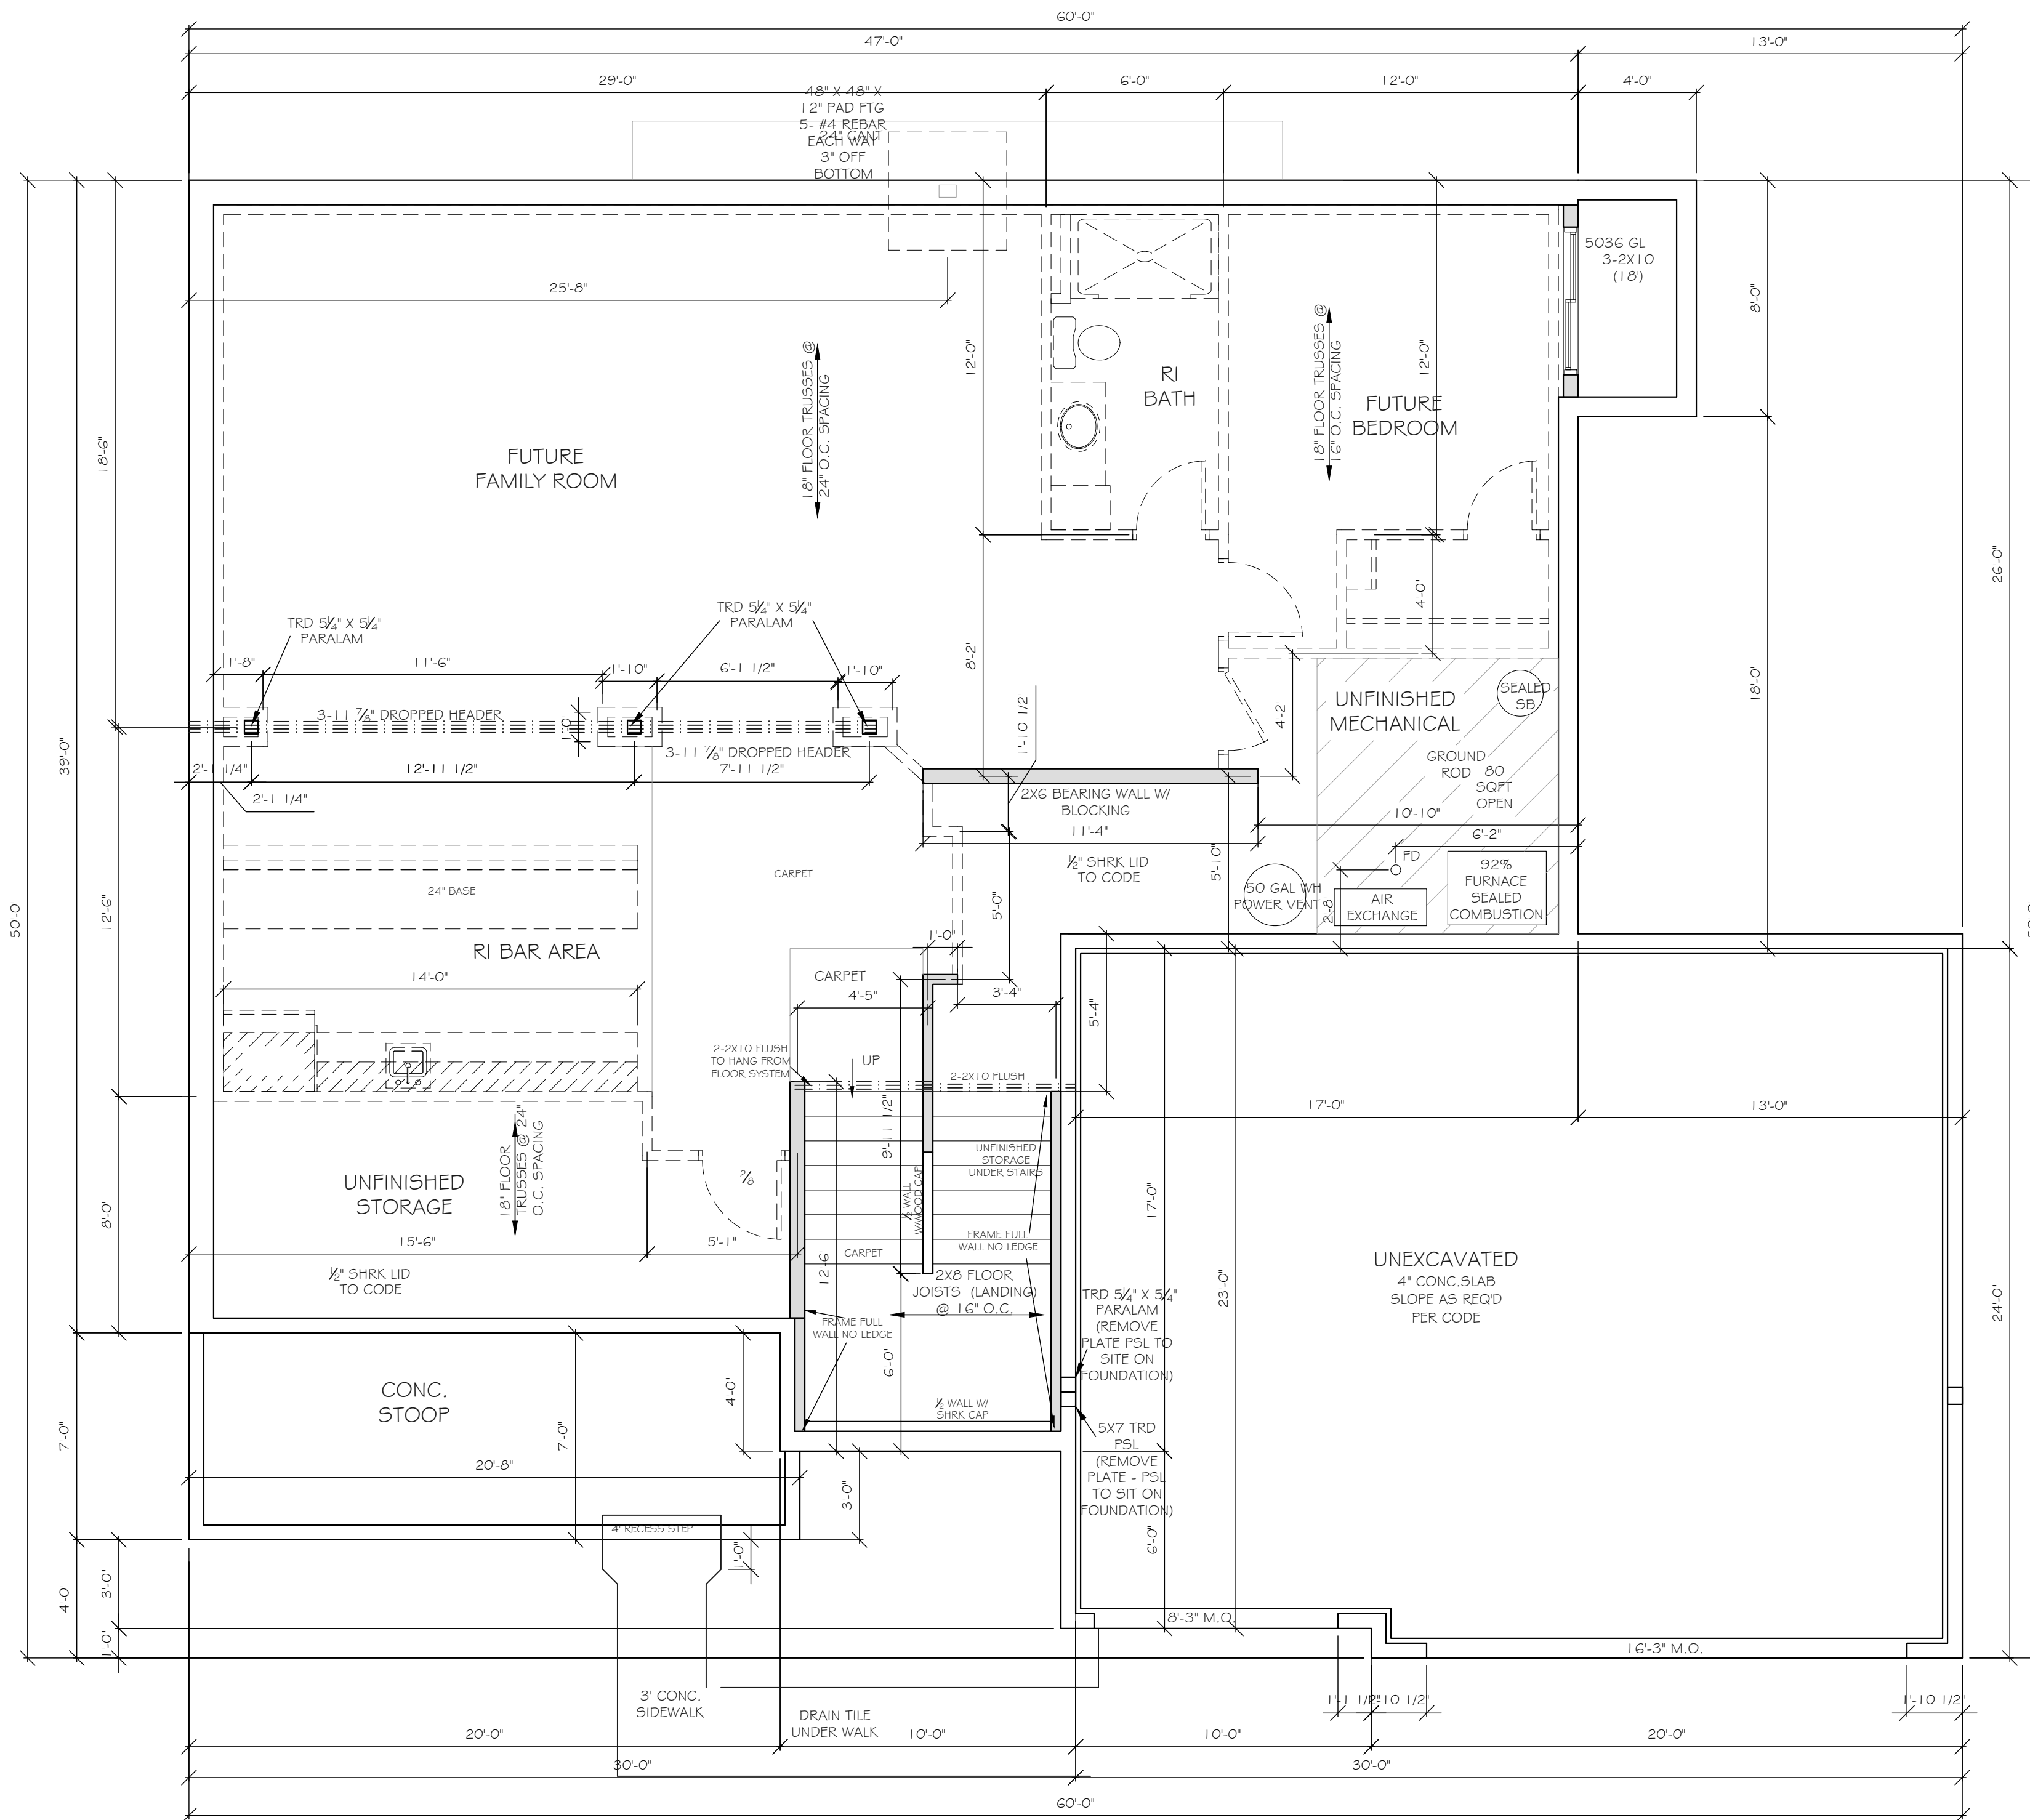 60'-0"
47'-0"
13'-0"
29'-0"
6'-0"
12'-0"
4'-0"
48" X 48" X
12" PAD FTG
5- #4 REBAR
EACH WAY
3" OFF
BOTTOM
24" CANT
5036 GL
3-2X10
(18')
8'-0"
25'-8"
18" FLOOR TRUSSES @
24" O.C. SPACING
12'-0"
RI
BATH
18" FLOOR TRUSSES @
16" O.C. SPACING
12'-0"
FUTURE
BEDROOM
FUTURE
FAMILY ROOM
18'-6"
39'-0"
50'-0"
26'-0"
18'-0"
4'-0"
8'-2"
TRD 5¼" X 5¼"
PARALAM
TRD 5¼" X 5¼"
PARALAM
1'-8"
11'-6"
1'-10"
6'-1 1/2"
1'-10"
3-11 ⅞" DROPPED HEADER
3-11 ⅞" DROPPED HEADER
2'-1 1/4"
12'-11 1/2"
7'-11 1/2"
2'-1 1/4"
1'-10 1/2"
4'-2"
UNFINISHED
MECHANICAL
SEALED
SB
GROUND
ROD
80
SQFT
OPEN
2X6 BEARING WALL W/
BLOCKING
11'-4"
10'-10"
6'-2"
½" SHRK LID
TO CODE
5'-10"
FD
50 GAL WH
POWER VENT
2'-8"
AIR
EXCHANGE
92%
FURNACE
SEALED
COMBUSTION
CARPET
24" BASE
12'-6"
RI BAR AREA
14'-0"
5'-0"
1'-0"
CARPET
4'-5"
3'-4"
5'-4"
2-2X10 FLUSH
TO HANG FROM
FLOOR SYSTEM
UP
2-2X10 FLUSH
17'-0"
13'-0"
9'-11 1/2"
UNFINISHED
STORAGE
UNDER STAIRS
½ WALL
W/WOOD CAP
18" FLOOR
TRUSSES @ 24"
O.C. SPACING
2/8
UNFINISHED
STORAGE
8'-0"
15'-6"
5'-1"
½" SHRK LID
TO CODE
12'-6"
CARPET
FRAME FULL
WALL NO LEDGE
2X8 FLOOR
JOISTS (LANDING)
@ 16" O.C.
FRAME FULL
WALL NO LEDGE
6'-0"
½ WALL W/
SHRK CAP
17'-0"
23'-0"
UNEXCAVATED
4" CONC.SLAB
SLOPE AS REQ'D
PER CODE
24'-0"
TRD 5¼" X 5¼"
PARALAM
(REMOVE
PLATE PSL TO
SITE ON
FOUNDATION)
5X7 TRD
PSL
(REMOVE
PLATE - PSL
TO SIT ON
FOUNDATION)
6'-0"
CONC.
STOOP
4'-0"
7'-0"
7'-0"
20'-8"
3'-0"
4' RECESS STEP
1'-0"
4'-0"
3'-0"
1'-0"
8'-3" M.O.
16'-3" M.O.
3' CONC.
SIDEWALK
DRAIN TILE
UNDER WALK
1'-10 1/2"
20'-0"
10'-0"
10'-0"
20'-0"
30'-0"
30'-0"
60'-0"